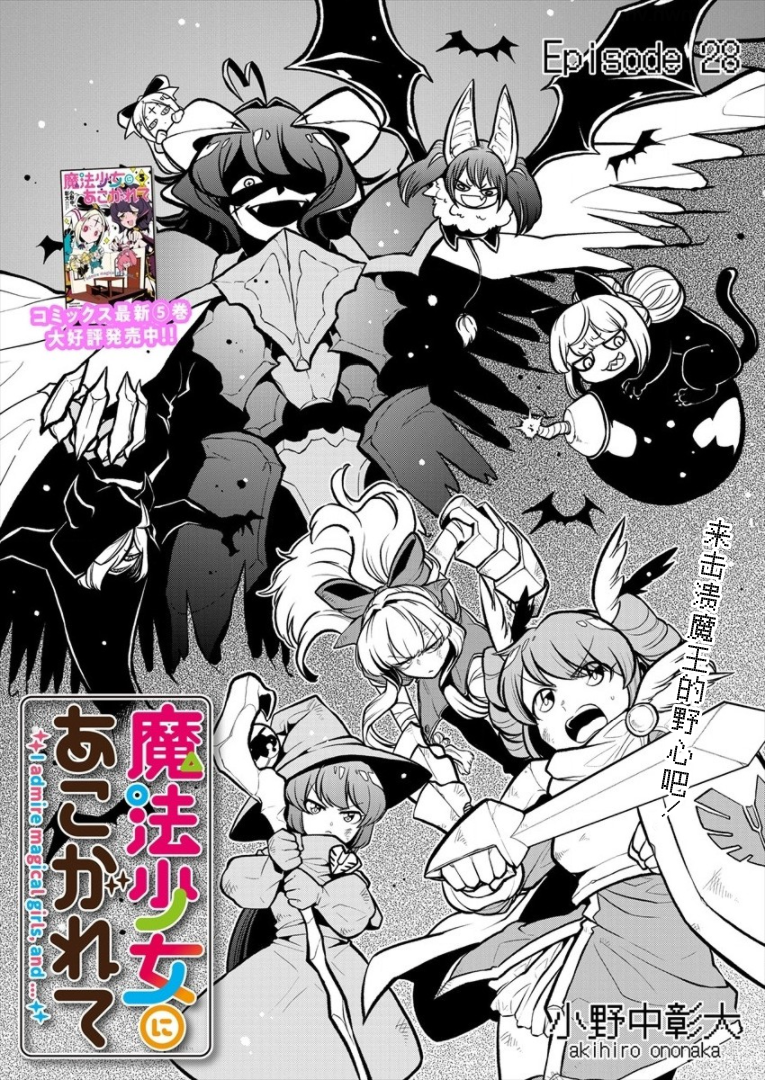 Episode 28
魔法少女に
あこがれて
5
コミックス最新⑤巻
大好評発売中!!
来击溃魔王的野心吧!
魔法少女に
あこがれて
I admire magical girls, and ....
小野中彰大
akihiro ononaka